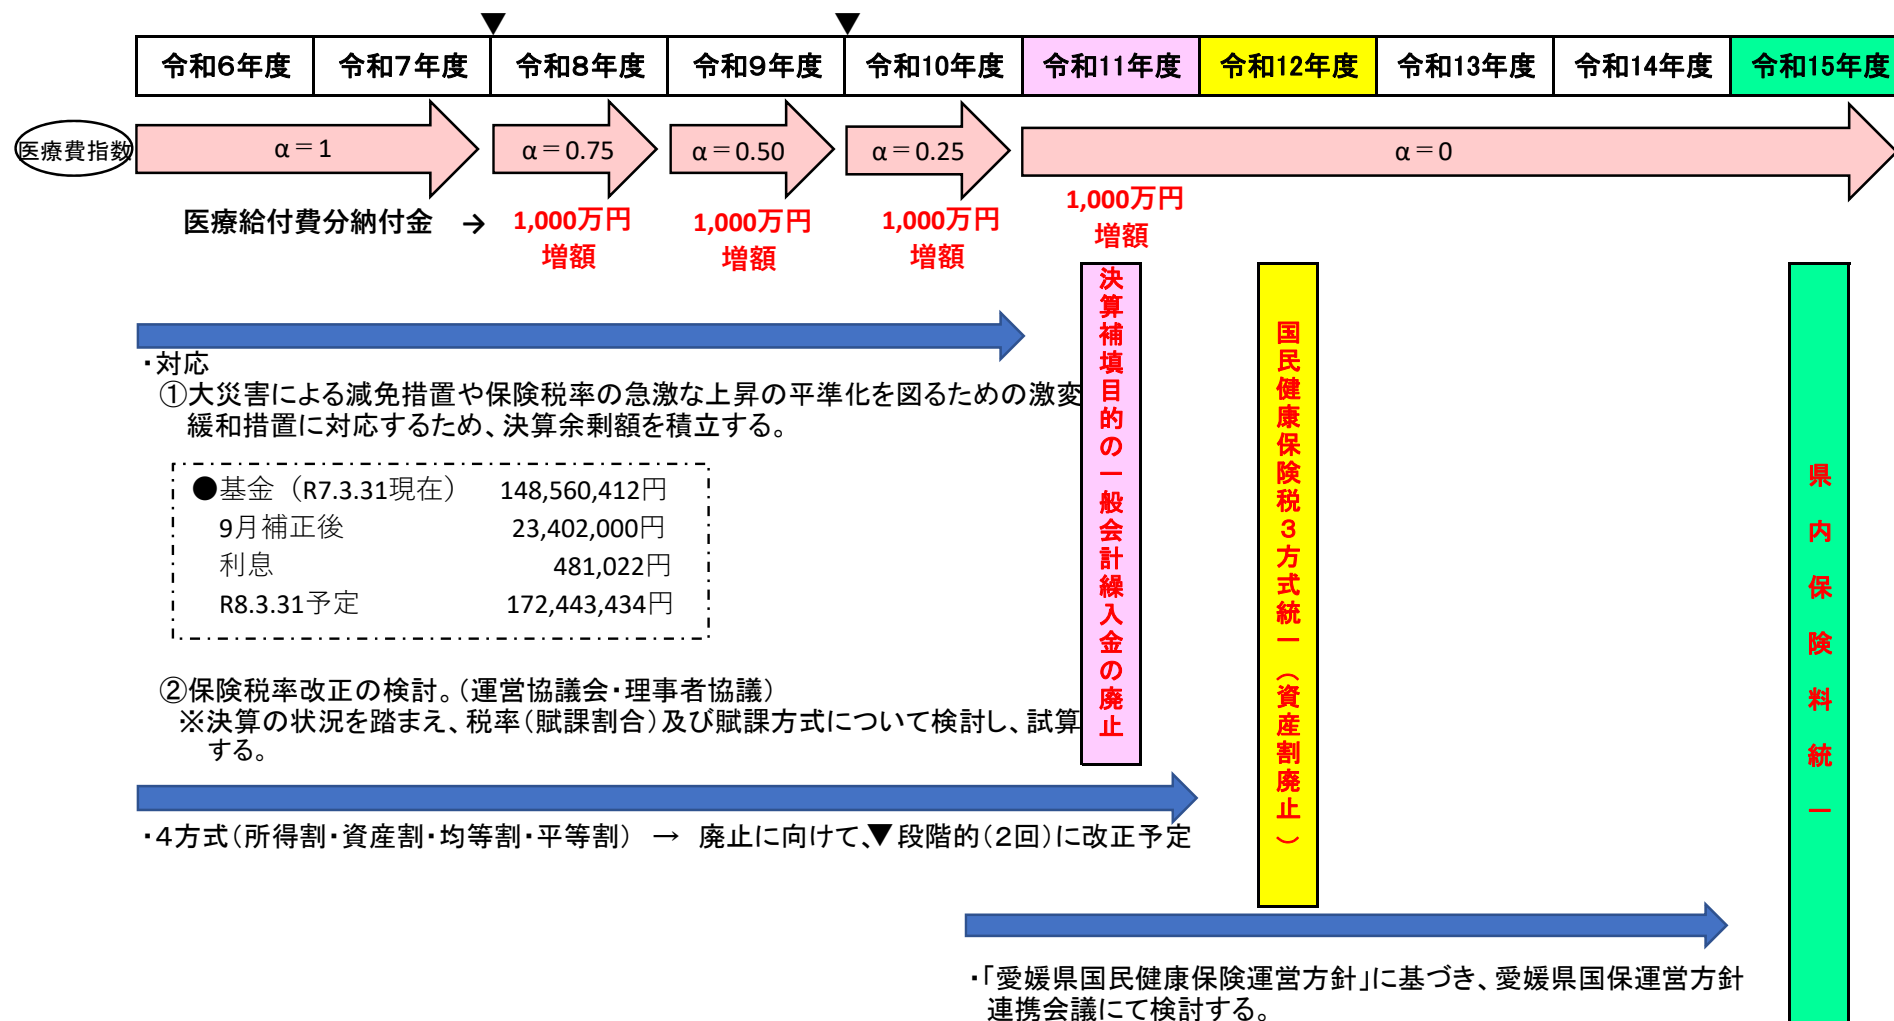 ▼ ▼
令和6年度 令和7年度 令和8年度 令和9年度 令和10年度 令和11年度 令和12年度 令和13年度 令和14年度 令和15年度
医療費指数 α＝1 α＝0.75 α＝0.50 α＝0.25 α＝0
医療給付費分納付金 → 1,000万円 1,000万円 1,000万円 1,000万円
増額 増額 増額 増額
・対応
①大災害による減免措置や保険税率の急激な上昇の平準化を図るための激変
緩和措置に対応するため、決算余剰額を積立する。
●基金（R7.3.31現在） 148,560,412円
9月補正後 23,402,000円
利息 481,022円
R8.3.31予定 172,443,434円
②保険税率改正の検討。（運営協議会・理事者協議）
※決算の状況を踏まえ、税率（賦課割合）及び賦課方式について検討し、試算
する。
・4方式（所得割・資産割・均等割・平等割） → 廃止に向けて、▼段階的（2回）に改正予定
決算補填目的の一般会計繰入金の廃止
国民健康保険税３方式統一（資産割廃止）
県内保険料統一
・「愛媛県国民健康保険運営方針」に基づき、愛媛県国保運営方針
連携会議にて検討する。